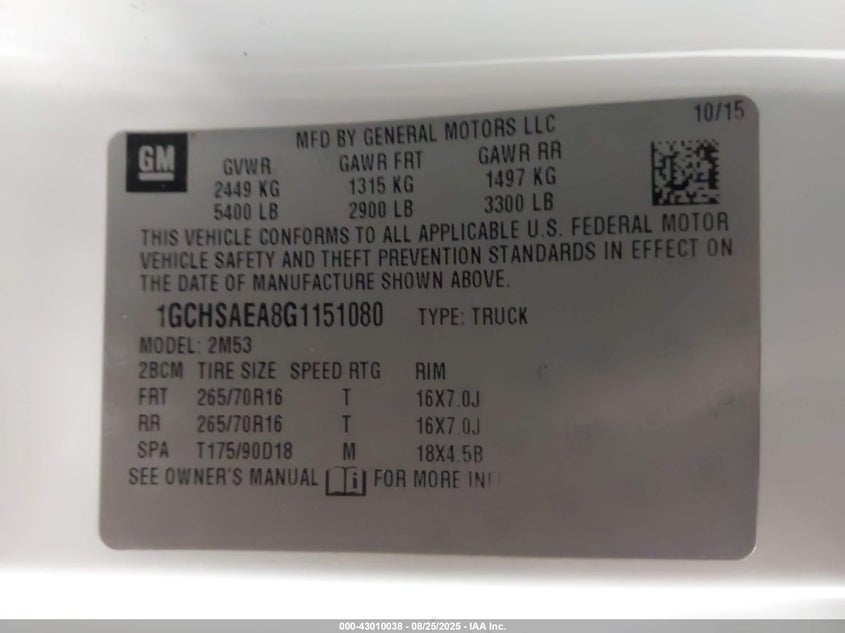 10/15
GM
MFD BY GENERAL MOTORS LLC
GVWR GAWR FRT GAWR RR
2449 KG 1315 KG 1497 KG
5400 LB 2900 LB 3300 LB
THIS VEHICLE CONFORMS TO ALL APPLICABLE U.S. FEDERAL MOTOR
VEHICLE SAFETY AND THEFT PREVENTION STANDARDS IN EFFECT ON
THE DATE OF MANUFACTURE SHOWN ABOVE.
1GCHSAEA8G1151080 TYPE: TRUCK
MODEL: 2M53
2BCM TIRE SIZE SPEED RTG RIM
FRT 265/70R16 T 16X7.0J
RR 265/70R16 T 16X7.0J
SPA T175/90D18 M 18X4.5B
SEE OWNER'S MANUAL FOR MORE
000-43010038 - 08/25/2025 - IAA Inc.